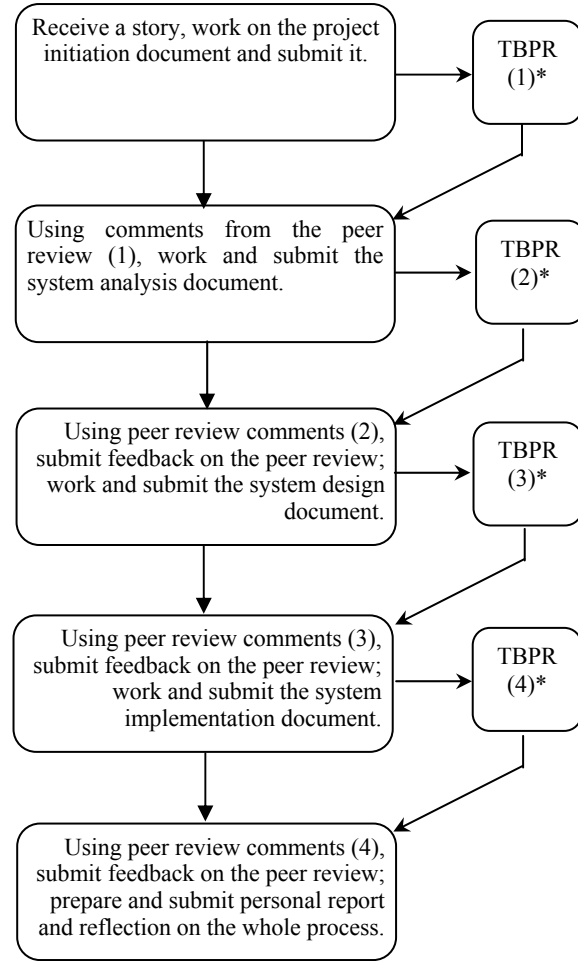 Receive a story, work on the project
initiation document and submit it.
TBPR
(1)*
Using comments from the peer
review (1), work and submit the
system analysis document.
TBPR
(2)*
Using peer review comments (2),
submit feedback on the peer review;
work and submit the system design
document.
TBPR
(3)*
Using peer review comments (3),
submit feedback on the peer review;
work and submit the system
implementation document.
TBPR
(4)*
Using peer review comments (4),
submit feedback on the peer review;
prepare and submit personal report
and reflection on the whole process.